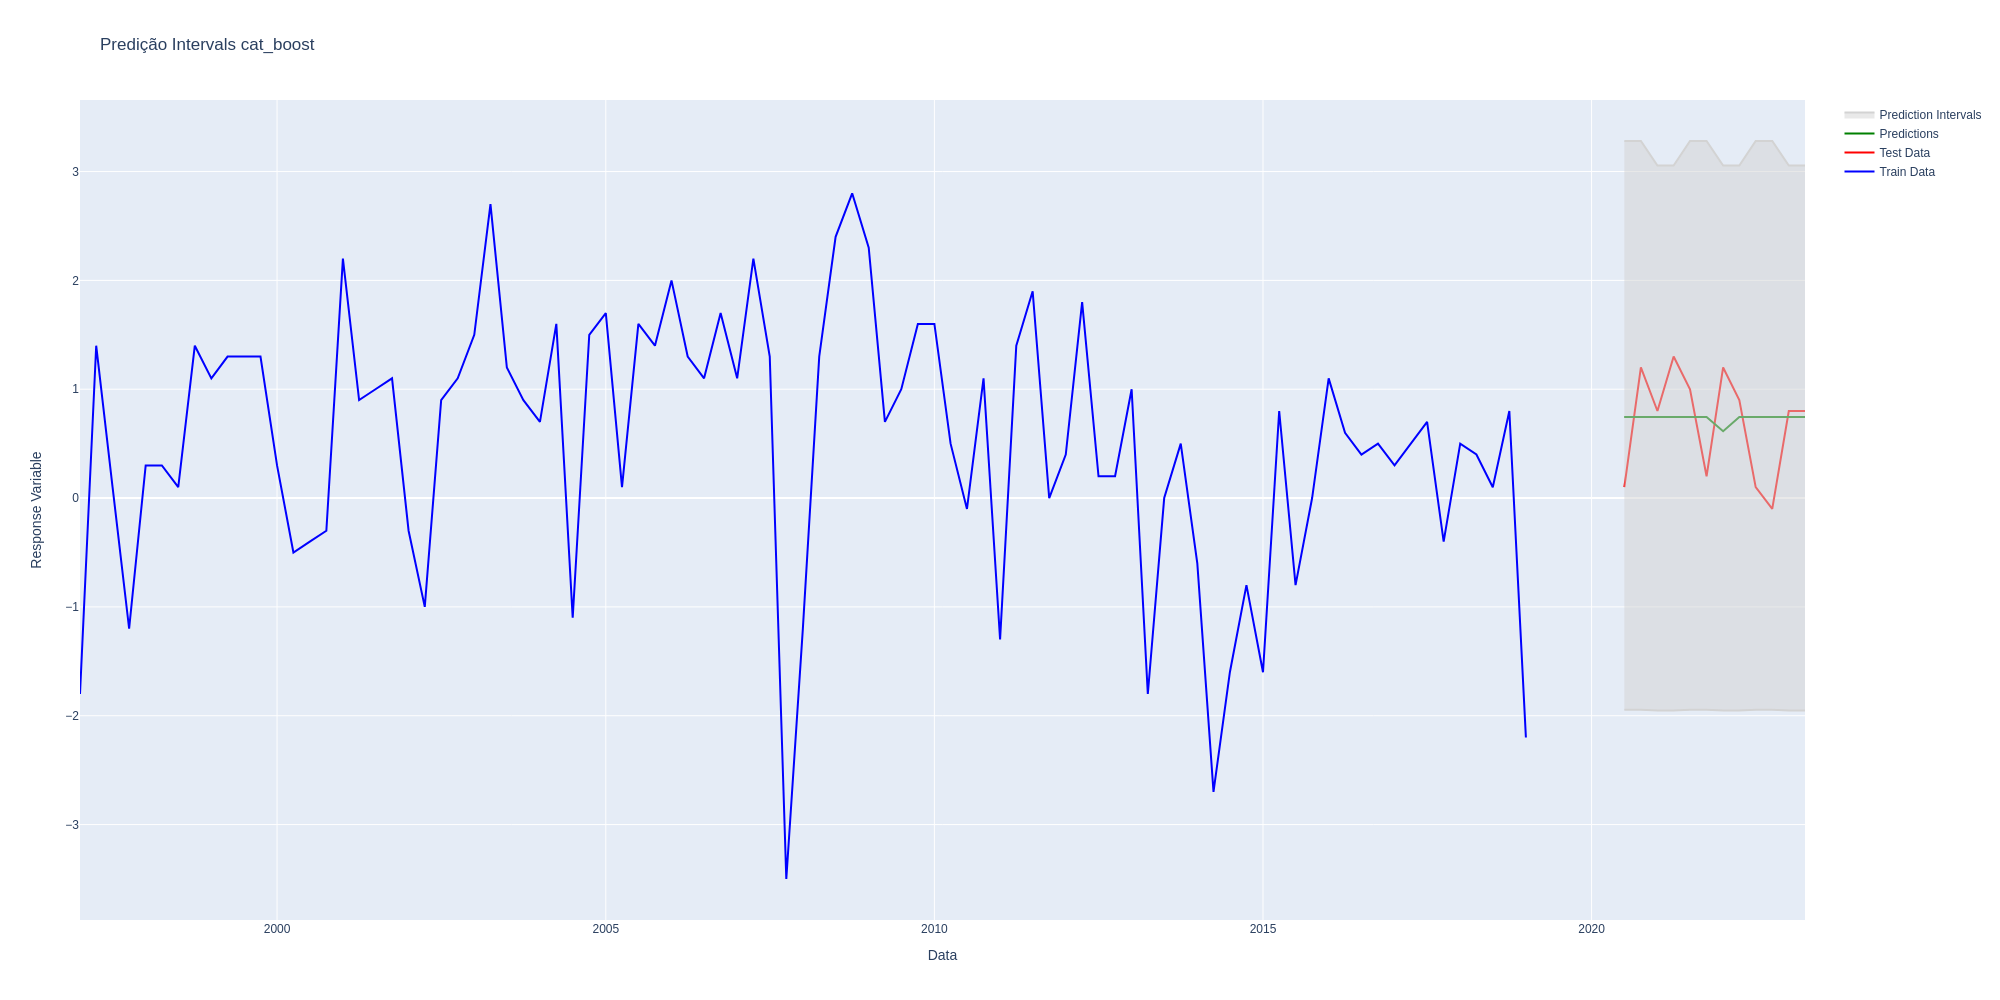 Predição Intervals cat_boost
Prediction Intervals
Predictions
Test Data
Train Data
Response Variable
3
2
1
0
−1
−2
−3
2000
2005
2010
2015
2020
Data